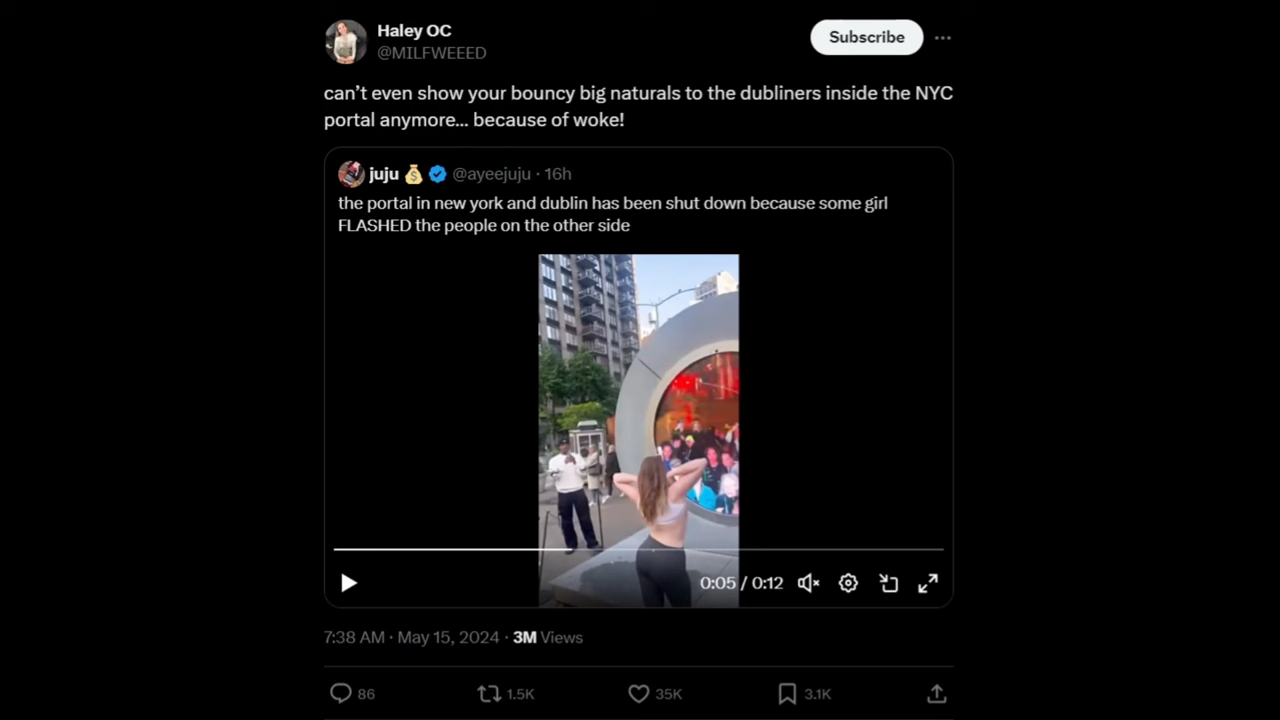 Haley OC
Subscribe
@MILFWEEED
can’t even show your bouncy big naturals to the dubliners inside the NYC
portal anymore... because of woke!
juju 💰 @ayeejuju · 16h
the portal in new york and dublin has been shut down because some girl
FLASHED the people on the other side
0:05 / 0:12
7:38 AM · May 15, 2024 · 3M Views
86 1.5K 35K 3.1K